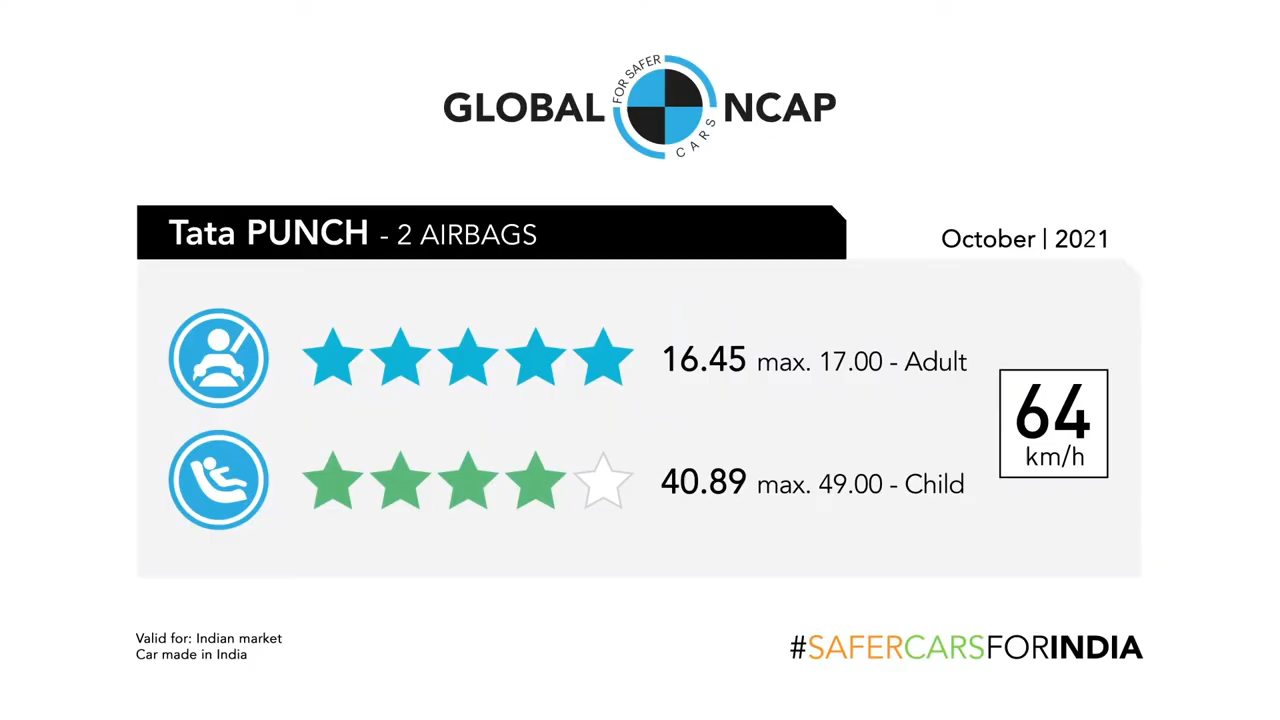 GLOBAL FOR SAFER CARS NCAP
Tata PUNCH - 2 AIRBAGS
October | 2021
16.45 max. 17.00 - Adult
40.89 max. 49.00 - Child
64
km/h
Valid for: Indian market
Car made in India
#SAFERCARSFORINDIA